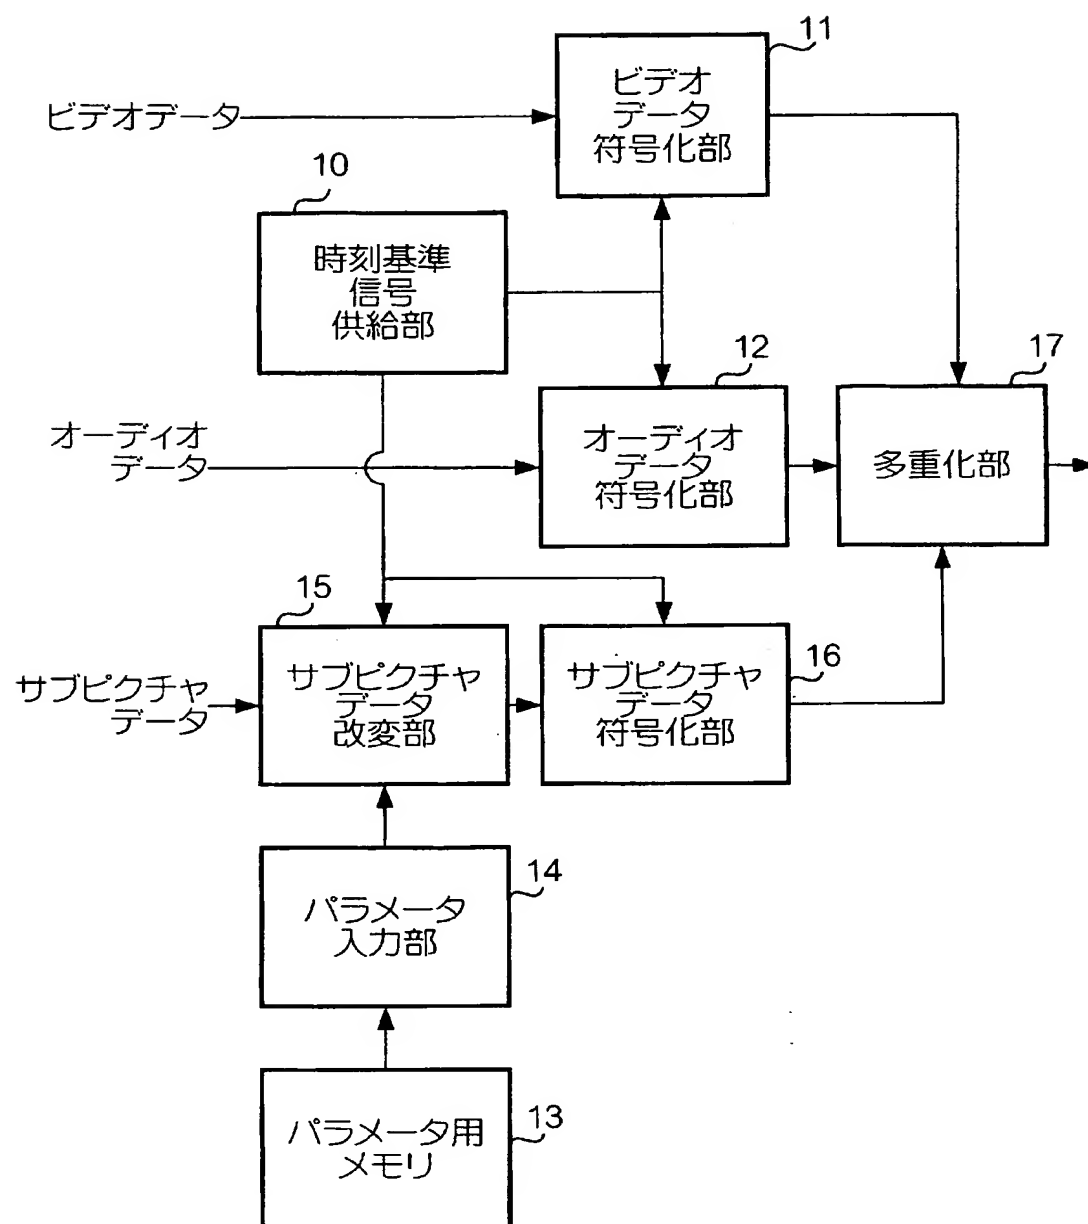 11
ビデオ
データ
符号化部
ビデオデータ
10
時刻基準
信号
供給部
12
オーディオ
データ
符号化部
17
多重化部
オーディオ
データ
15
サブピクチャ
データ
改変部
16
サブピクチャ
データ
符号化部
サブピクチャ
データ
14
パラメータ
入力部
13
パラメータ用
メモリ